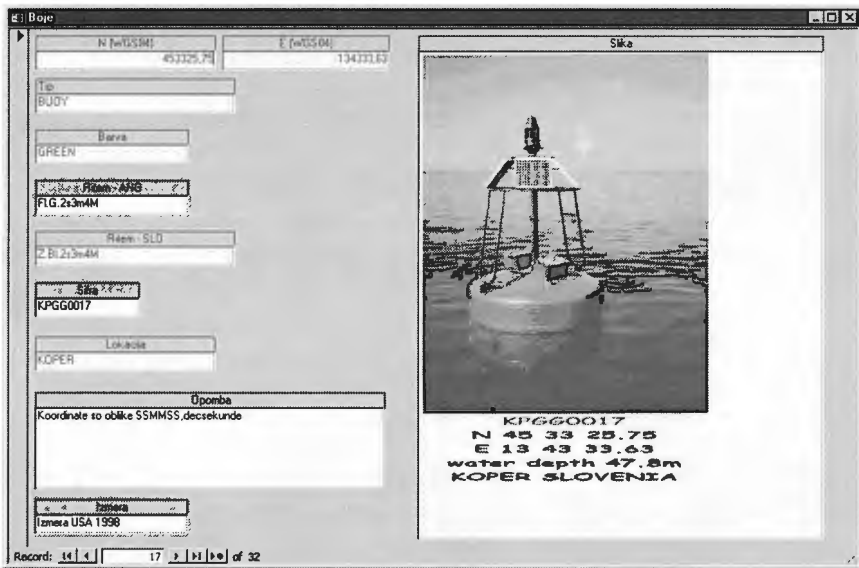 Boje
N (WGS84)
E (WGS84)
453325,75
134333,63
Tip
BUOY
Barva
GREEN
Ritem - ANG
Fl.G.2s3m4M
Ritem - SLO
Z.Bl.2s3m4M
Šifra
KPGG0017
Lokacija
KOPER
Opomba
Koordinate so oblike SSMMSS,decsekunde
Izmera
Izmera USA 1998
Slika
KPGG0017
N 45 33 25.75
E 13 43 33.63
water depth 47.8m
KOPER SLOVENIA
Record: 17 of 32